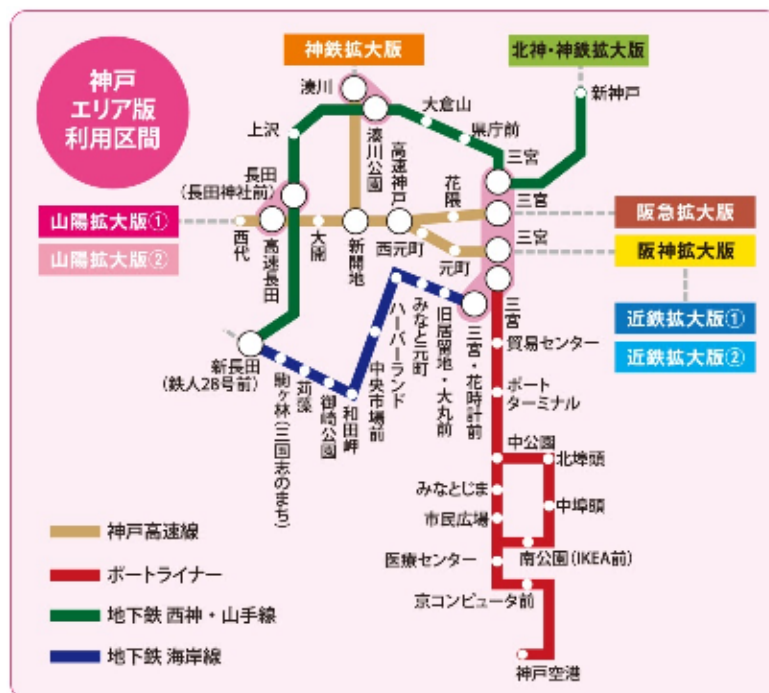 神鉄拡大版
北神・神鉄拡大版
神戸
エリア版
利用区間
湊川
新神戸
大倉山
県庁前
上沢
湊川公園
高速神戸
三宮
長田
(長田神社前)
花隈
三宮
阪急拡大版
山陽拡大版①
三宮
阪神拡大版
西代
高速長田
大開
新開地
西元町
元町
山陽拡大版②
三宮
近鉄拡大版①
新長田
(鉄人28号前)
駒ヶ林(三国志のまち)
苅藻
御崎公園
和田岬
中央市場前
ハーバーランド
みなと元町
旧居留地・大丸前
三宮・花時計前
貿易センター
近鉄拡大版②
ポート
ターミナル
中公園
北埠頭
みなとじま
中埠頭
市民広場
神戸高速線
医療センター
南公園(IKEA前)
ポートライナー
京コンピュータ前
地下鉄 西神・山手線
地下鉄 海岸線
神戸空港